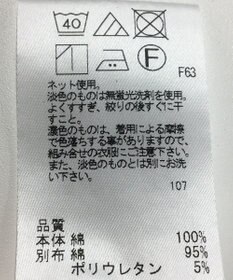 40
F
F63
ネット使用。
淡色のものは無蛍光洗剤を使用。
よくすすぎ、絞りの後すぐに干
すこと。
濃色のものは、着用による摩擦
で色落ちする事がありますので、
組み合せの衣服にご注意下さい。
また、淡色のものとは別にお洗
い下さい。
107
品質
本体 綿 100%
別布 綿 95%
ポリウレタン 5%